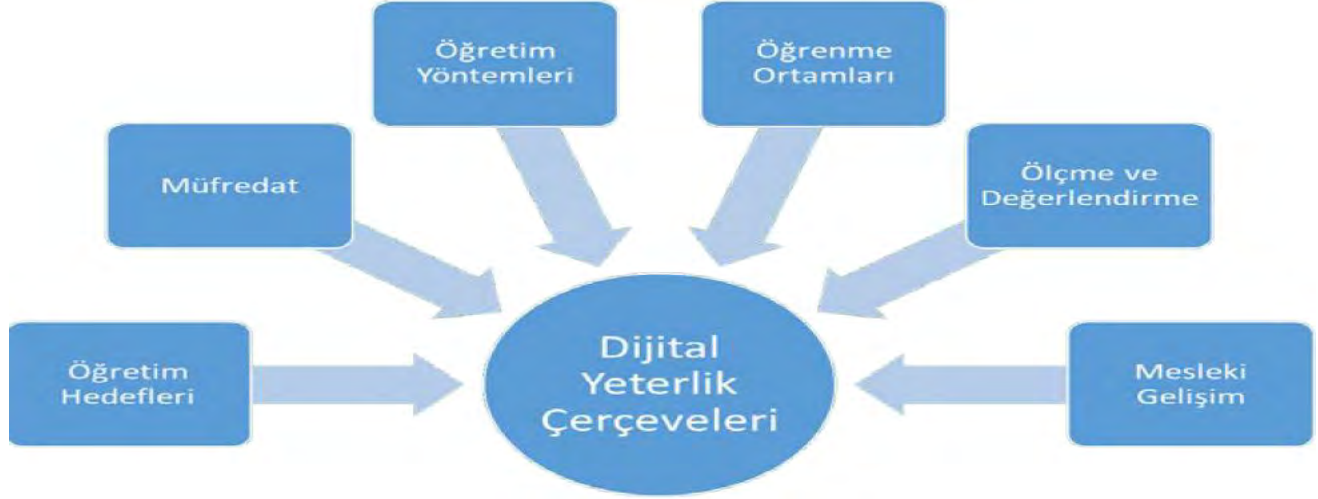 Öğretim
Yöntemleri
Öğrenme
Ortamları
Müfredat
Ölçme ve
Değerlendirme
Öğretim
Hedefleri
Dijital
Yeterlik
Çerçeveleri
Mesleki
Gelişim